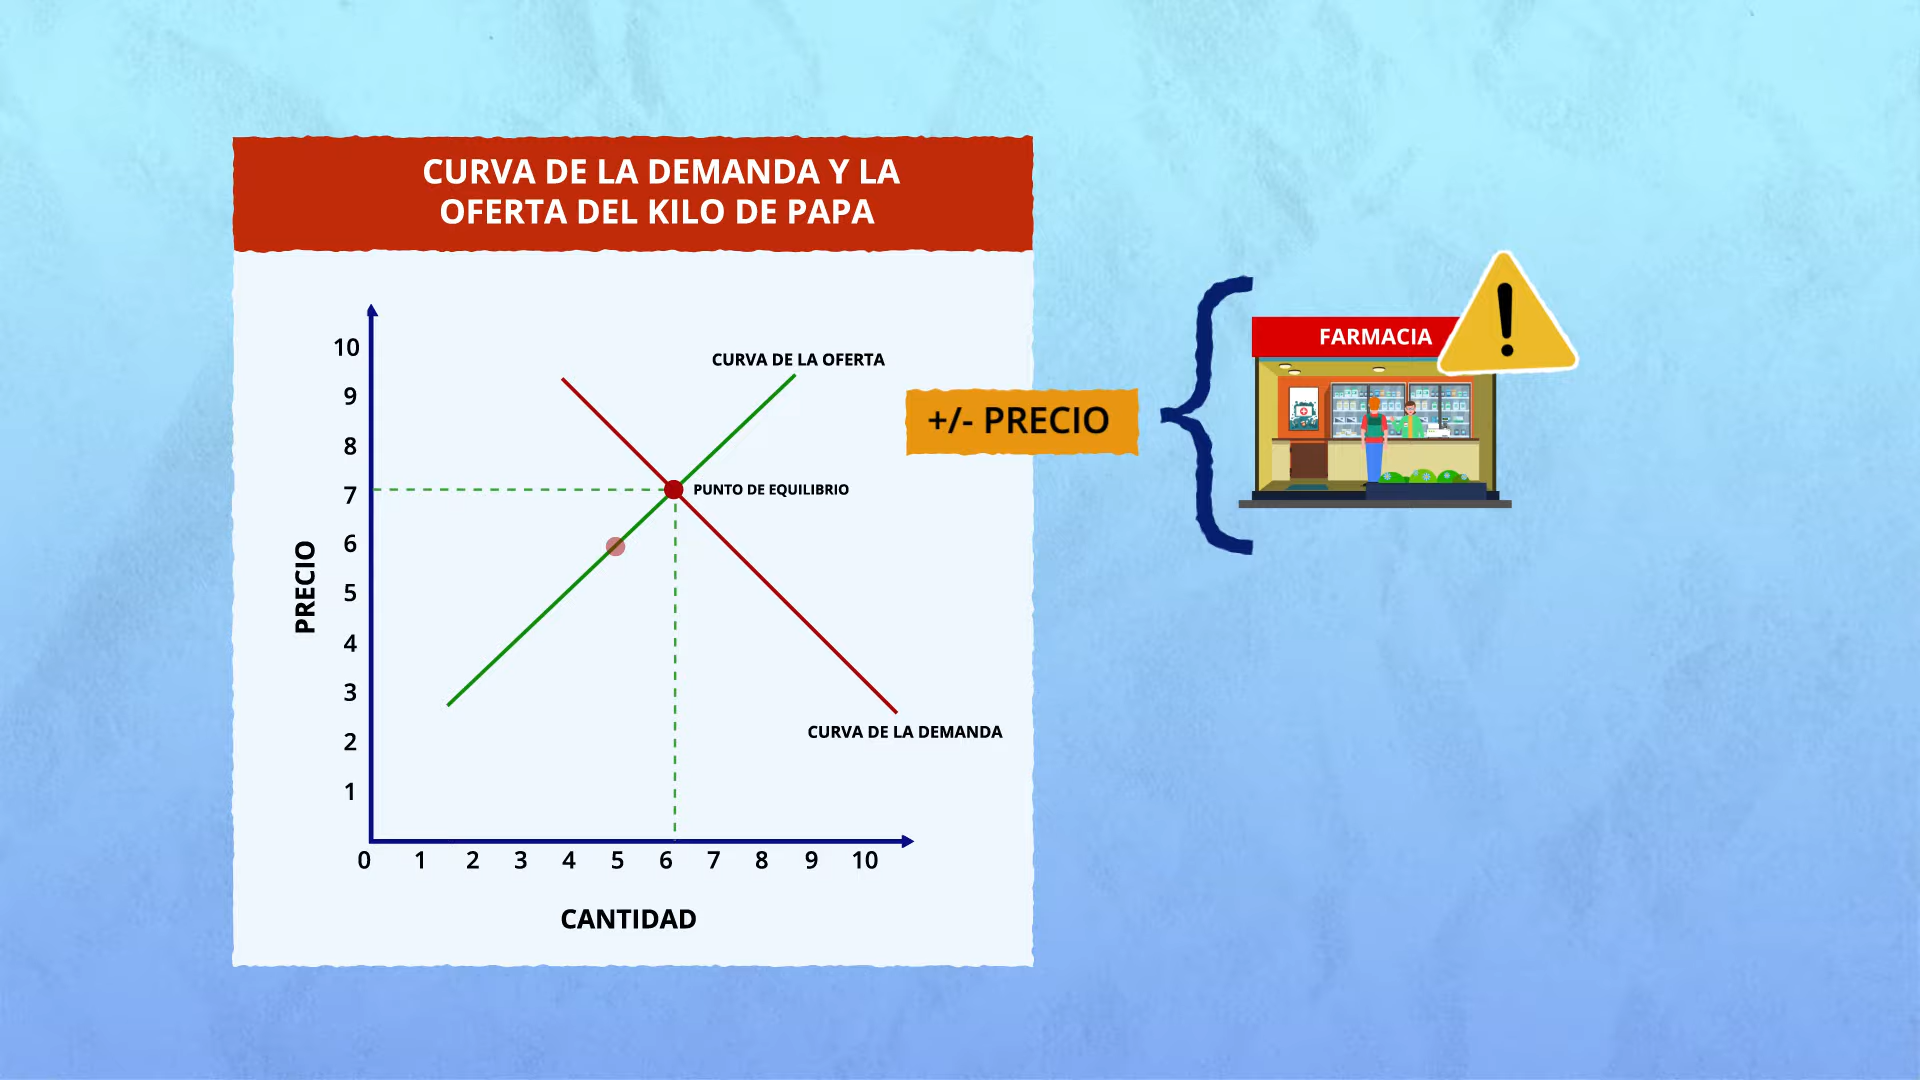 CURVA DE LA DEMANDA Y LA
OFERTA DEL KILO DE PAPA
10
9
8
7
6
5
4
3
2
1
PRECIO
CURVA DE LA OFERTA
PUNTO DE EQUILIBRIO
CURVA DE LA DEMANDA
0 1 2 3 4 5 6 7 8 9 10
CANTIDAD
+/- PRECIO
FARMACIA
!